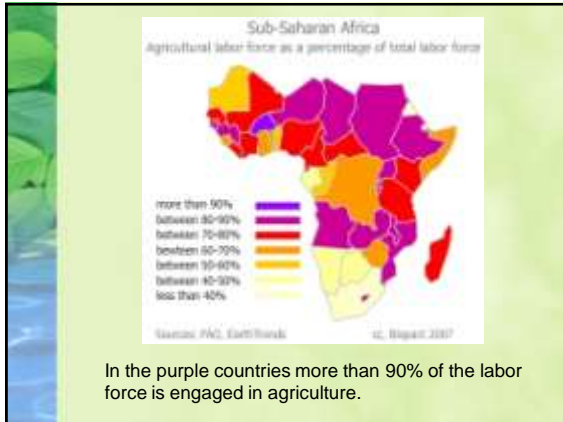 Sub-Saharan Africa
Agricultural labor force as a percentage of total labor force
more than 90%
between 80-90%
between 70-80%
bewteen 60-70%
between 50-60%
between 40-50%
less than 40%
Sources: FAO, EarthTrends
2007
In the purple countries more than 90% of the labor
force is engaged in agriculture.